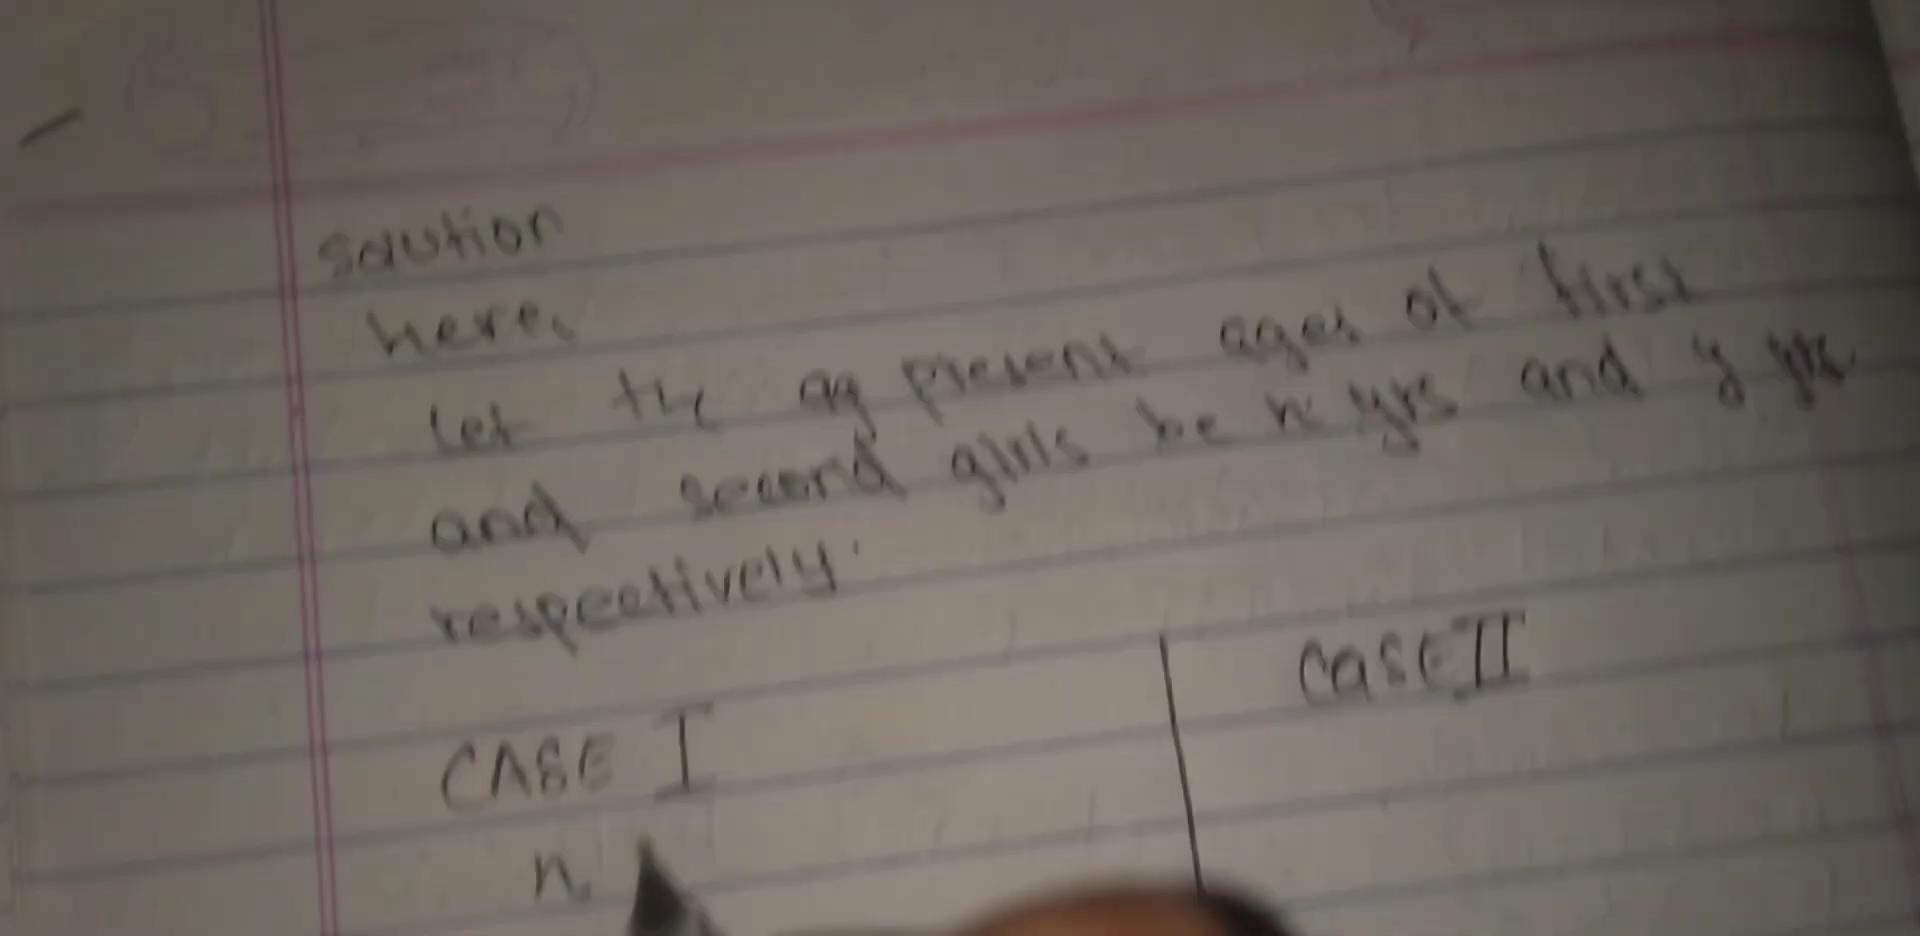 solution
here,
Let the ag present ages of first
and second girls be x yrs and y yrs.
respectively.
CASE I
CASE II
x